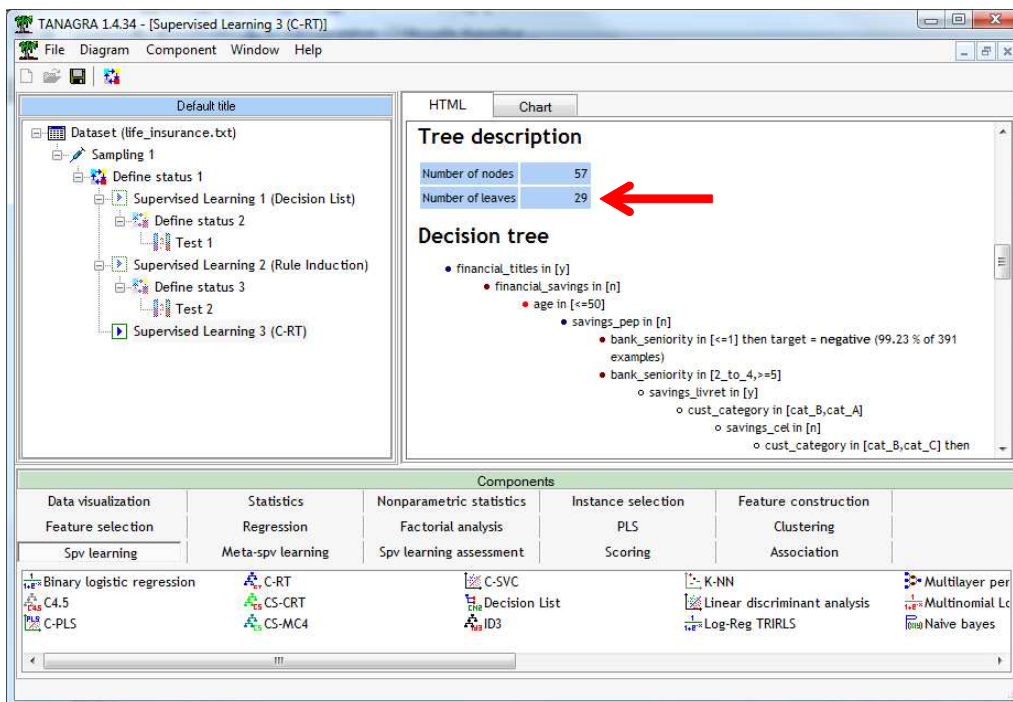 TANAGRA 1.4.34 - [Supervised Learning 3 (C-RT)]
File Diagram Component Window Help
Default title
Dataset (life_insurance.txt)
Sampling 1
Define status 1
Supervised Learning 1 (Decision List)
Define status 2
Test 1
Supervised Learning 2 (Rule Induction)
Define status 3
Test 2
Supervised Learning 3 (C-RT)
HTML Chart
Tree description
Number of nodes 57
Number of leaves 29
Decision tree
financial_titles in [y]
financial_savings in [n]
age in [<=50]
savings_pep in [n]
bank_seniority in [<=1] then target = negative (99.23 % of 391
examples)
bank_seniority in [2_to_4,>=5]
savings_livret in [y]
cust_category in [cat_B,cat_A]
savings_cel in [n]
cust_category in [cat_B,cat_C] then
Components
Data visualization Statistics Nonparametric statistics Instance selection Feature construction
Feature selection Regression Factorial analysis PLS Clustering
Spv learning Meta-spv learning Spv learning assessment Scoring Association
Binary logistic regression C-RT C-SVC K-NN Multilayer per
C4.5 CS-CRT Decision List Linear discriminant analysis Multinomial Lo
C-PLS CS-MC4 ID3 Log-Reg TRIRLS Naive bayes